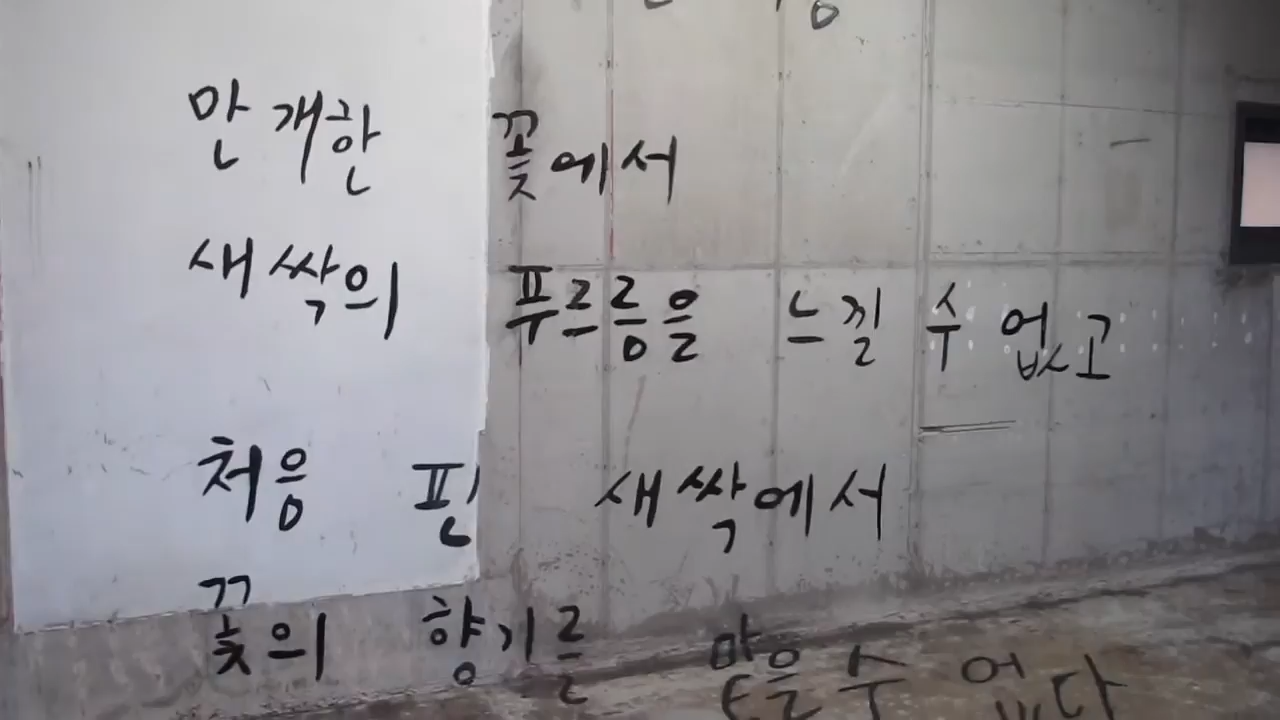 만개한 꽃에서
새싹의 푸르름을 느낄 수 없고
처음 핀 새싹에서
꽃의 향기를 맡을 수 없다